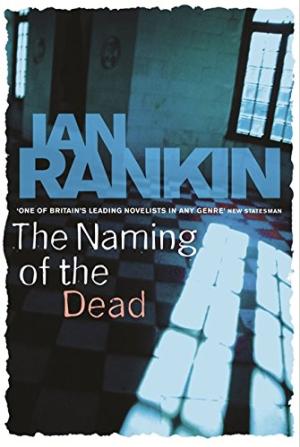 IAN
RANKIN
'ONE OF BRITAIN'S LEADING NOVELISTS IN ANY GENRE' NEW STATESMAN
The Naming
of the
Dead